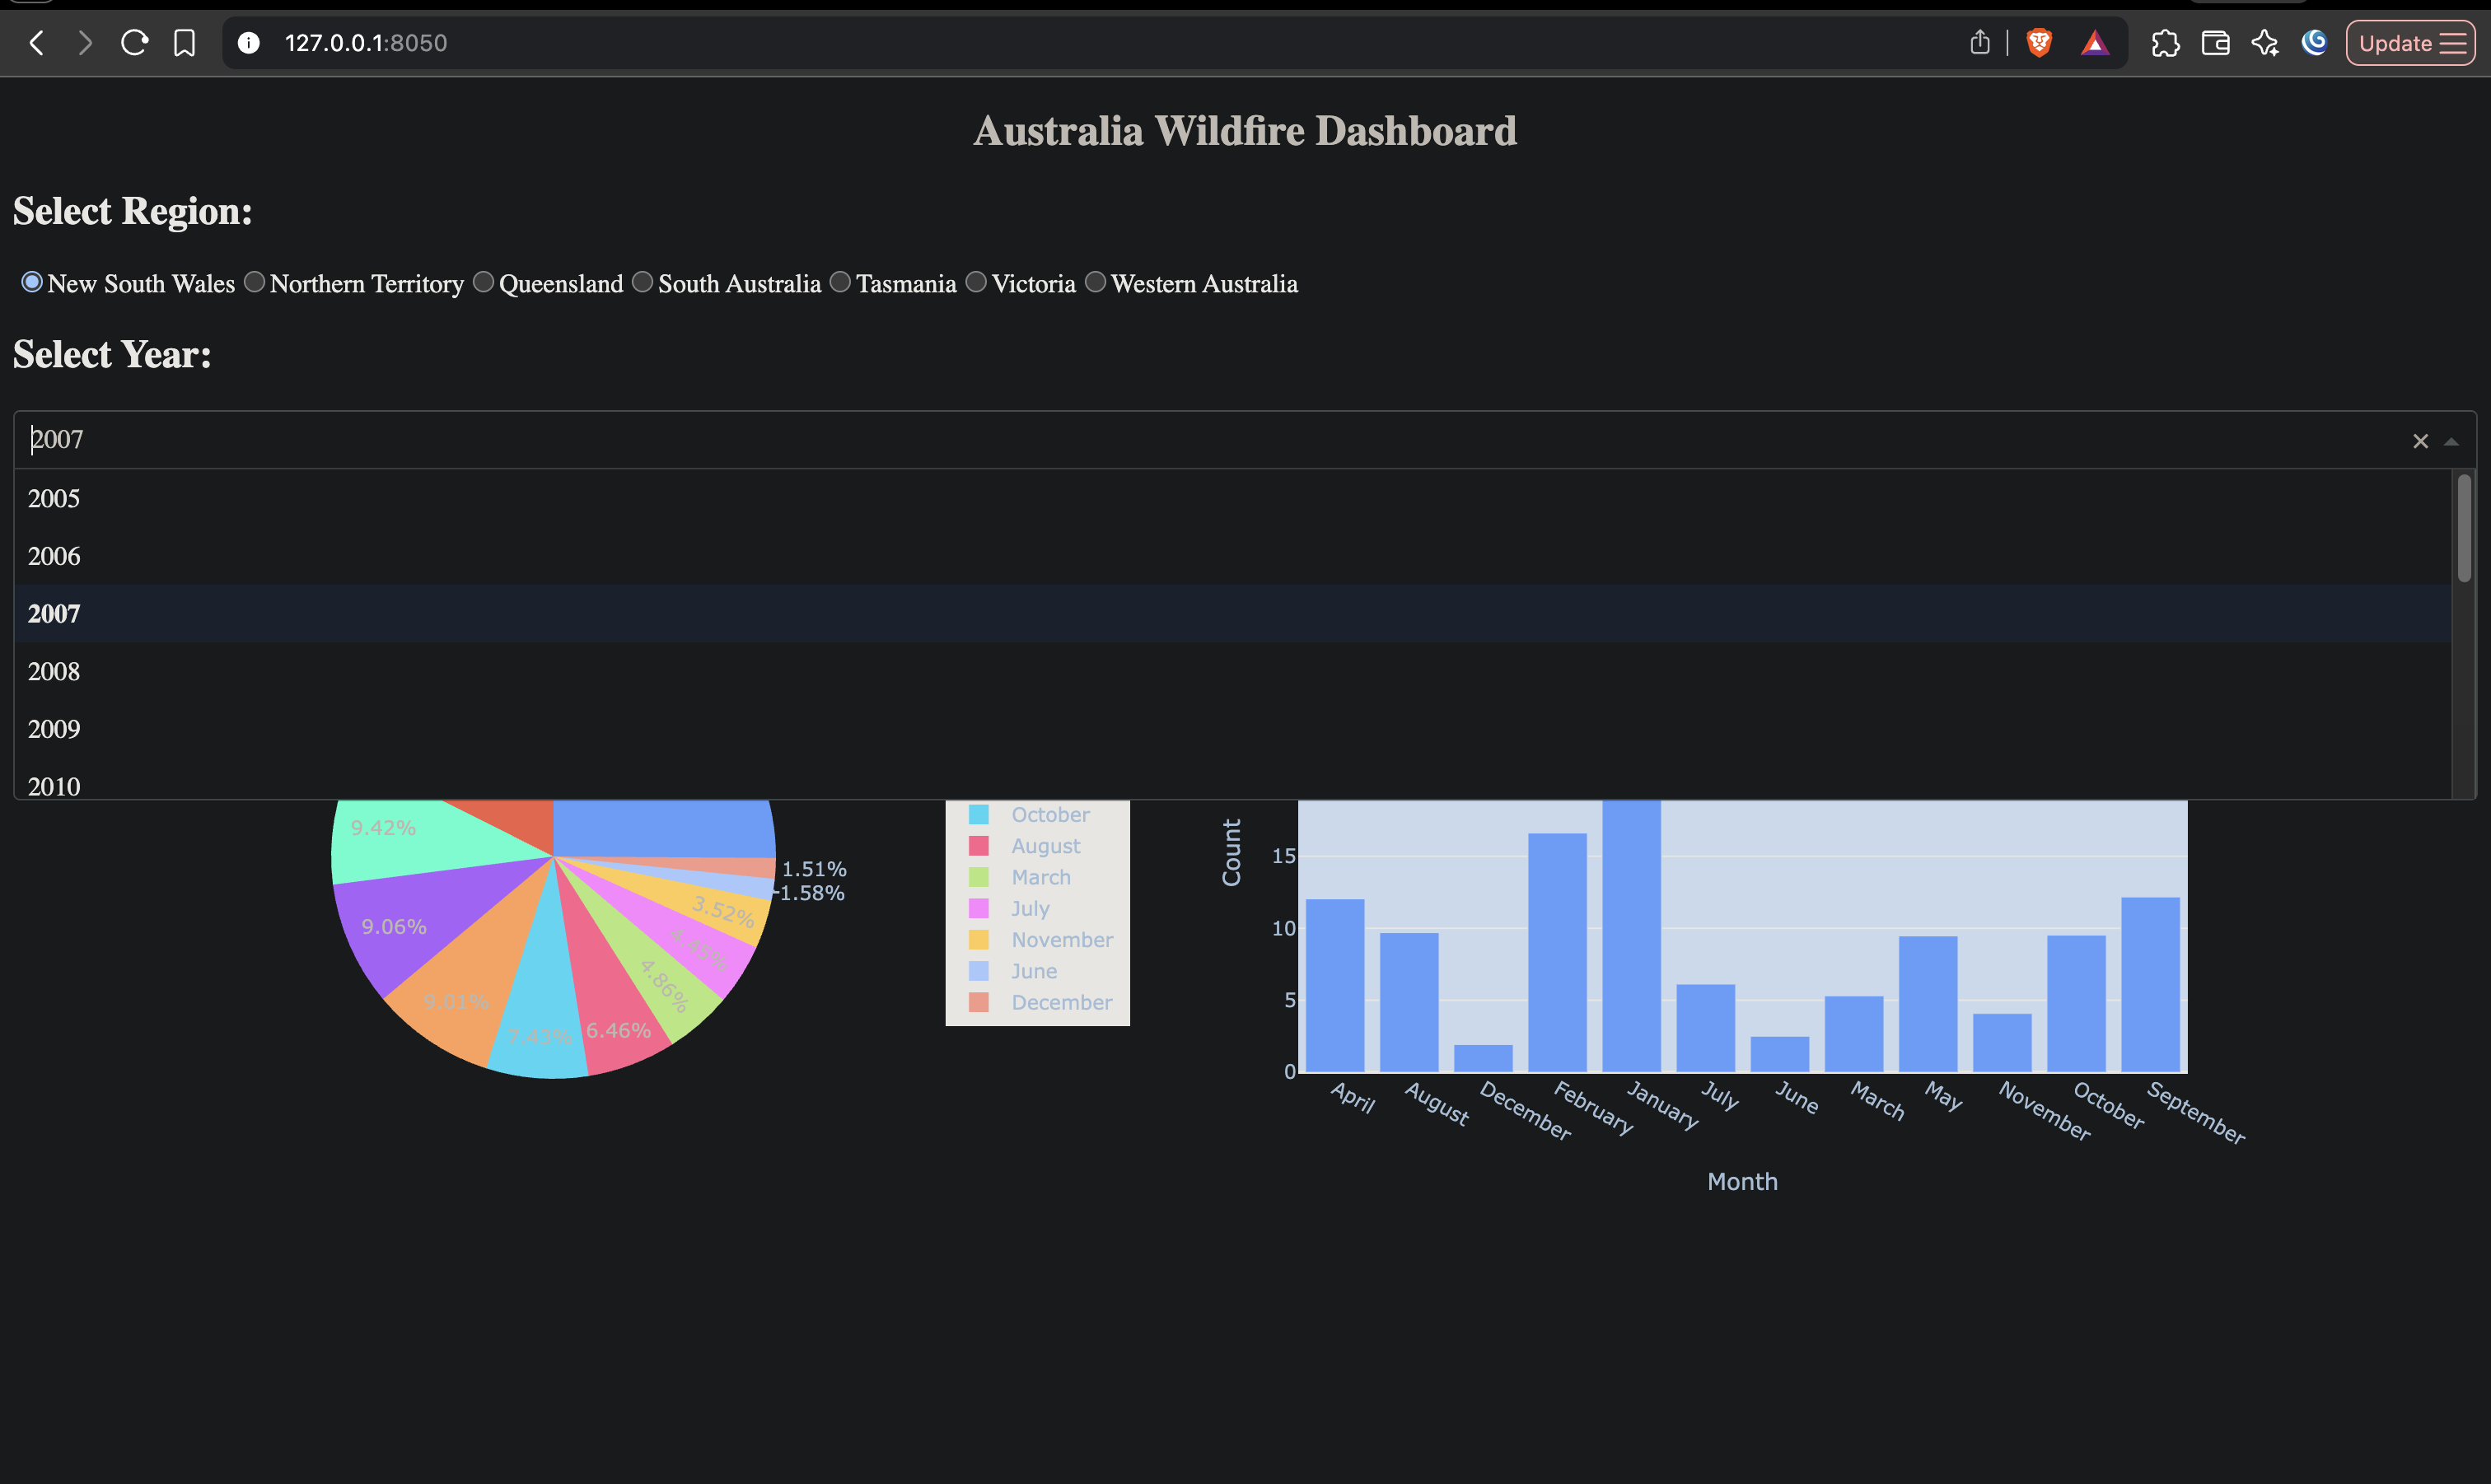 127.0.0.1:8050
Update
Australia Wildfire Dashboard
Select Region:
New South Wales Northern Territory Queensland South Australia Tasmania Victoria Western Australia
Select Year:
2007
2005
2006
2007
2008
2009
2010
9.42%
1.51%
1.58%
3.52%
9.06%
4.86%
9.01%
7.43%
6.46%
October
August
March
July
November
June
December
Count
15
10
5
0
April August December February January July June March May November October September
Month